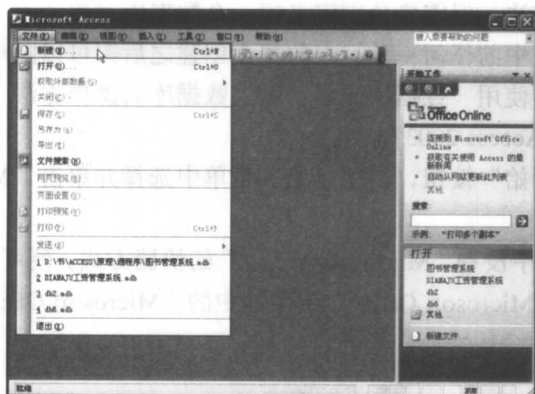 Microsoft Access
文件(F) 编辑(E) 视图(V) 插入(I) 工具(T) 窗口(W) 帮助(H)
键入需要帮助的问题
新建(N)... Ctrl+N
打开(O)... Ctrl+O
获取外部数据(G)
关闭(C)
保存(S) Ctrl+S
另存为(A)...
导出(E)...
文件搜索(H)...
网页预览(B)
页面设置(U)...
打印预览(V)
打印(P)... Ctrl+P
发送(D)
1 D:\书\ACCESS\原理\源程序\图书管理系统.mdb
2 DIANAJU工资管理系统.mdb
3 db2.mdb
4 db6.mdb
退出(X)
开始工作
Office Online
连接到 Microsoft Office Online
获取有关使用 Access 的最新新闻
自动从网站更新此列表
其他...
搜索:
示例: "打印多个副本"
打开
图书管理系统
DIANAJU工资管理系统
db2
db6
其他...
新建文件...
就绪
数字